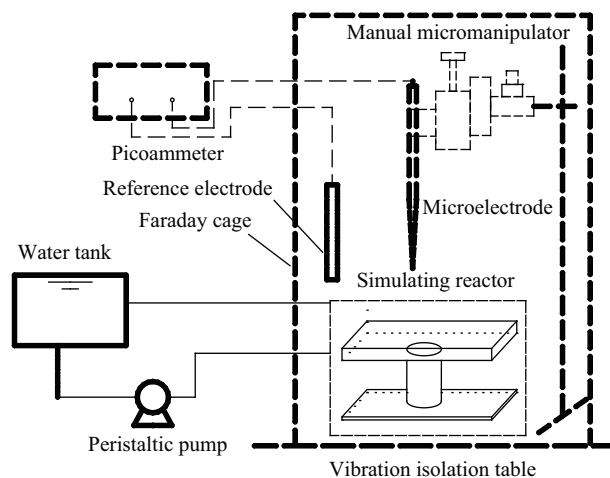 Manual micromanipulator
Picoammeter
Reference electrode
Microelectrode
Faraday cage
Water tank
Simulating reactor
Peristaltic pump
Vibration isolation table